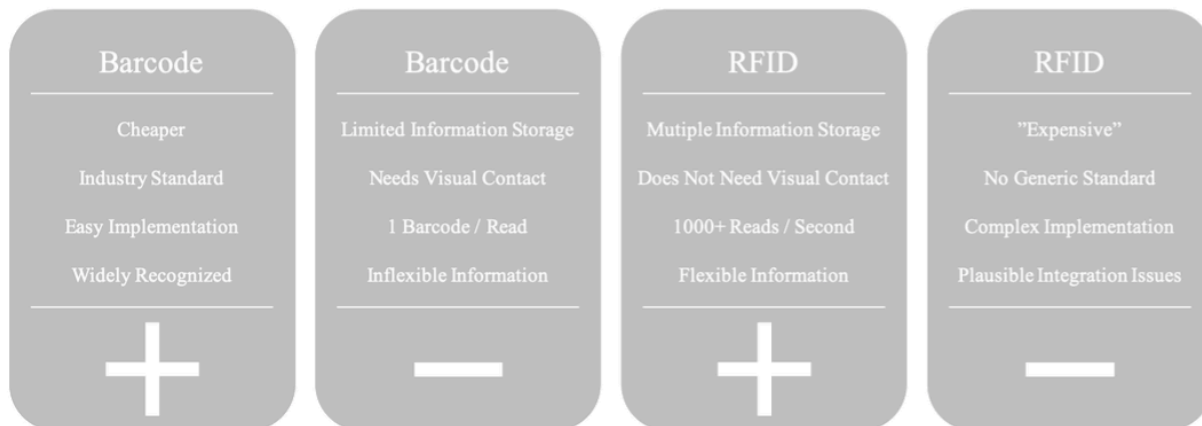 Barcode
Cheaper
Industry Standard
Easy Implementation
Widely Recognized
Barcode
Limited Information Storage
Needs Visual Contact
1 Barcode / Read
Inflexible Information
RFID
Mutiple Information Storage
Does Not Need Visual Contact
1000+ Reads / Second
Flexible Information
RFID
”Expensive”
No Generic Standard
Complex Implementation
Plausible Integration Issues